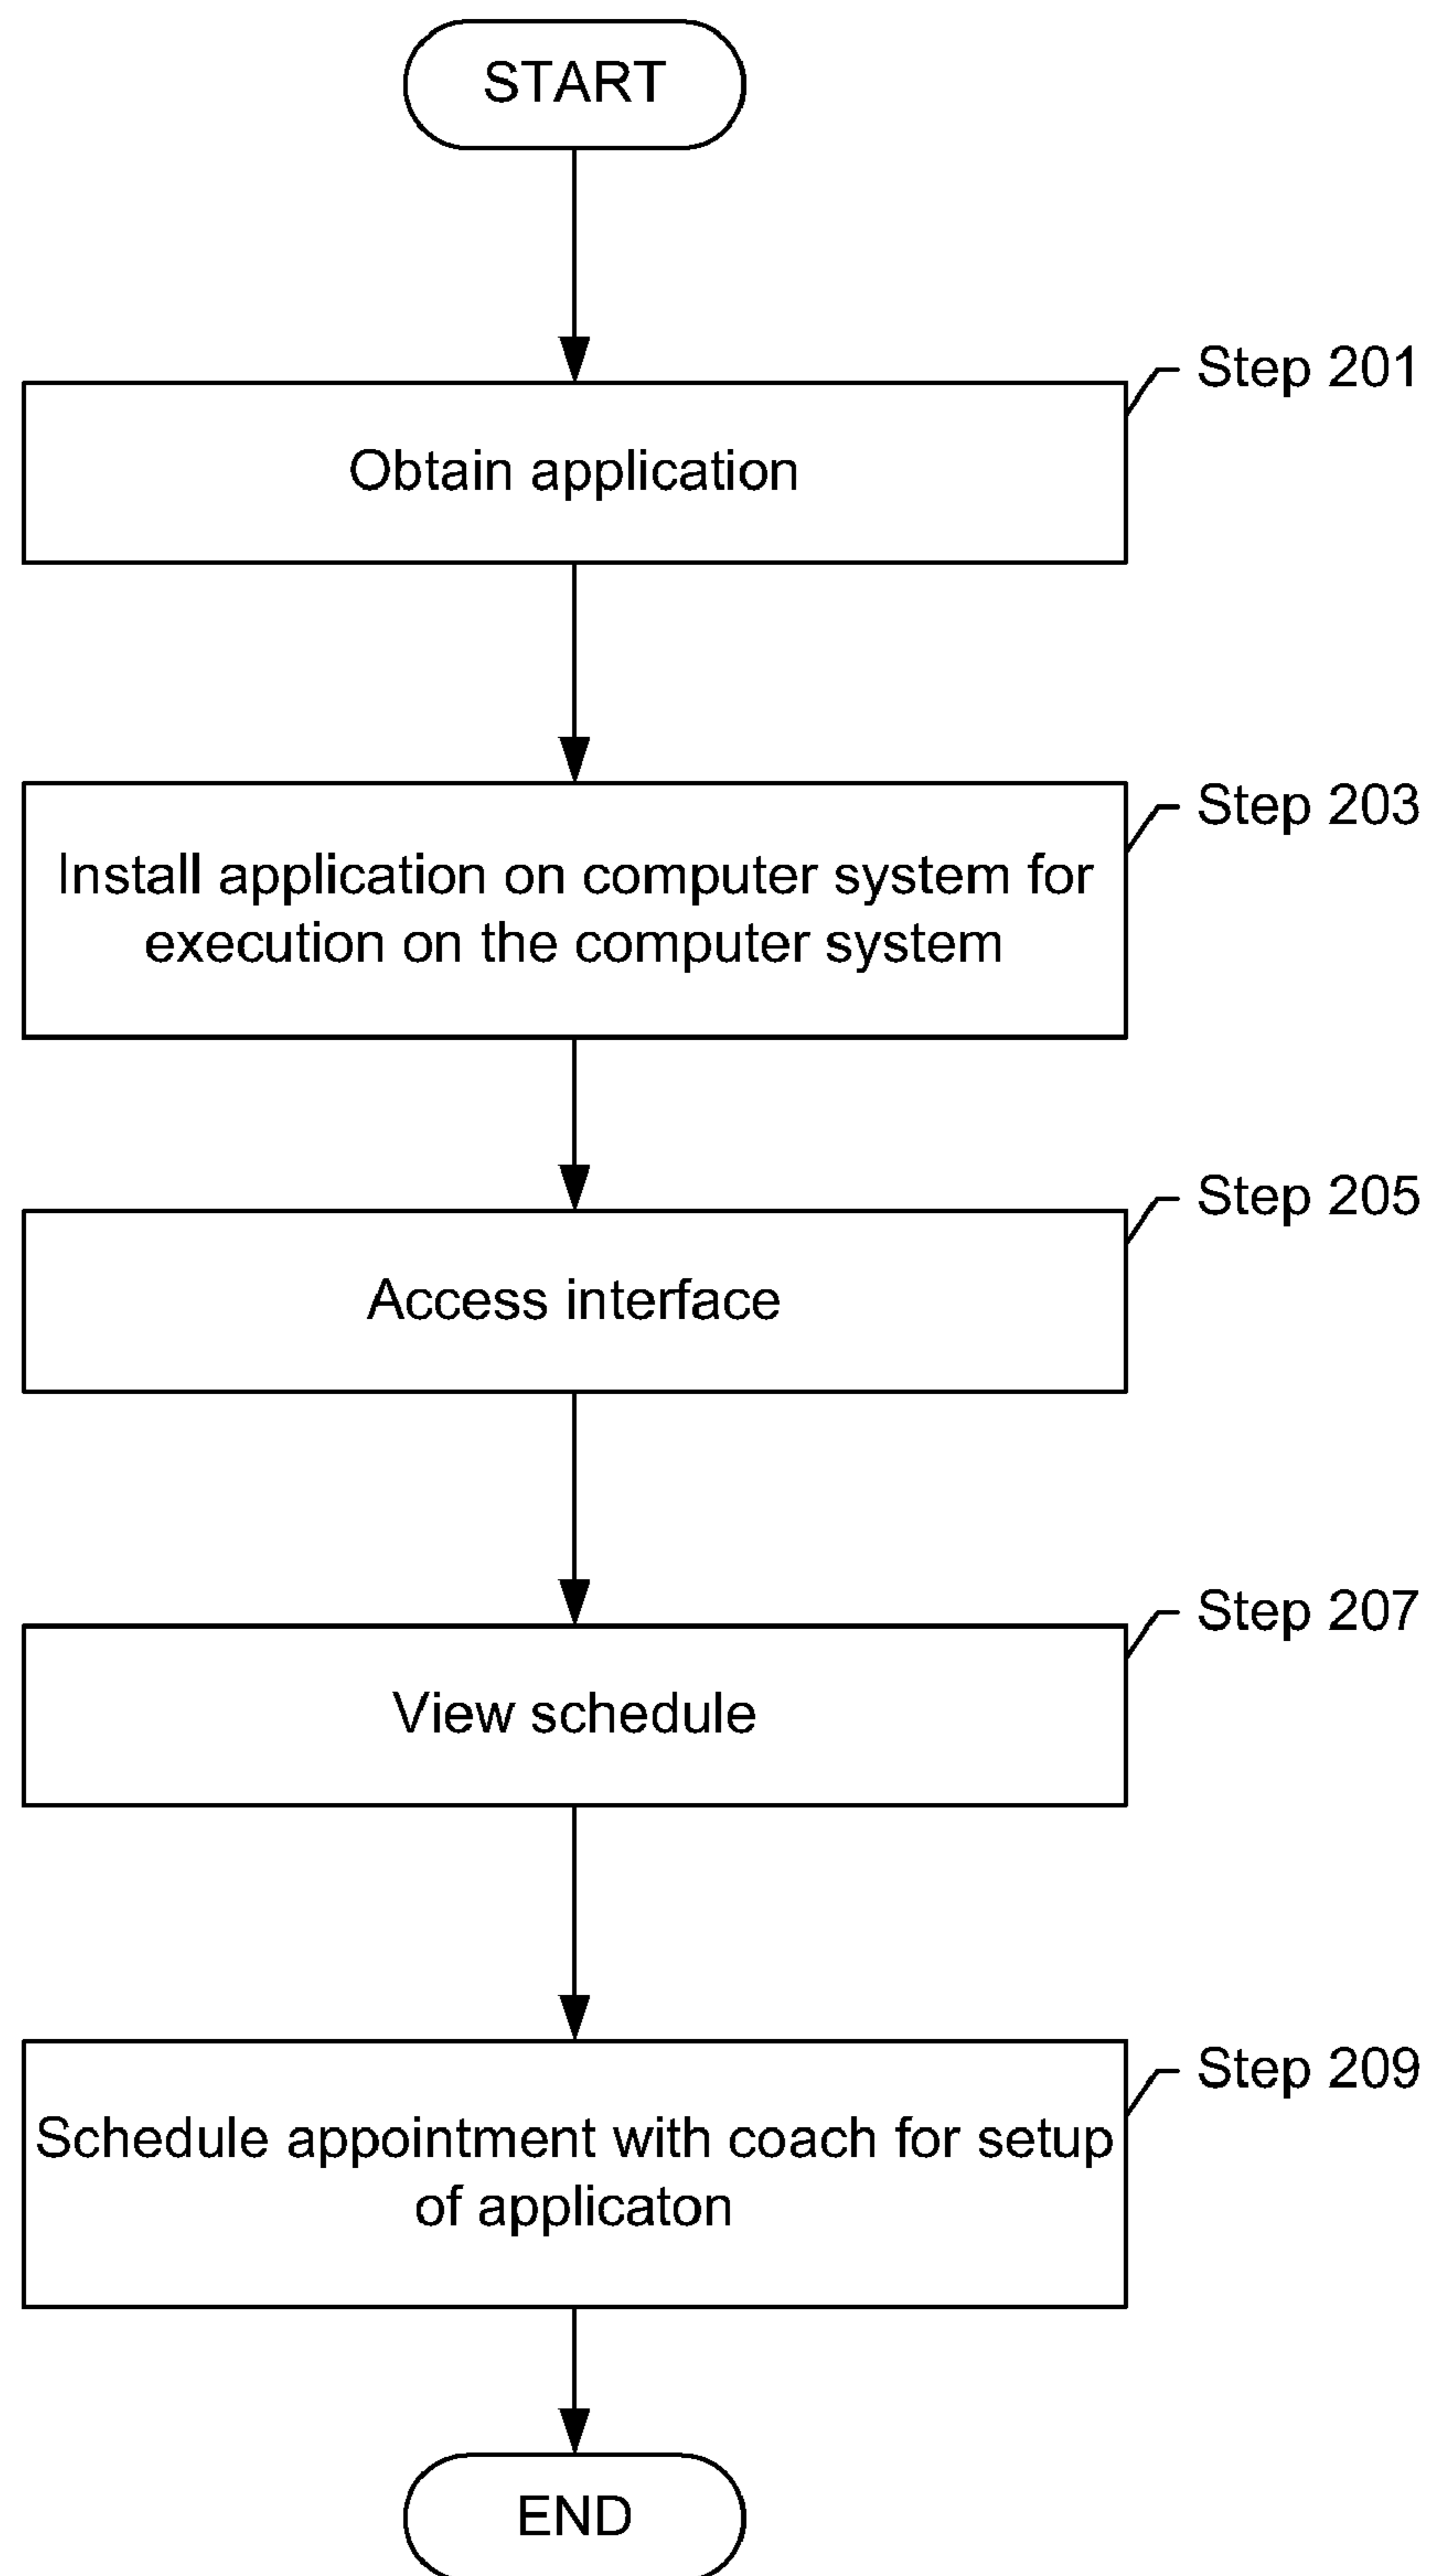 START
Step 201
Obtain application
Step 203
Install application on computer system for
execution on the computer system
Step 205
Access interface
Step 207
View schedule
Step 209
Schedule appointment with coach for setup
of applicaton
END